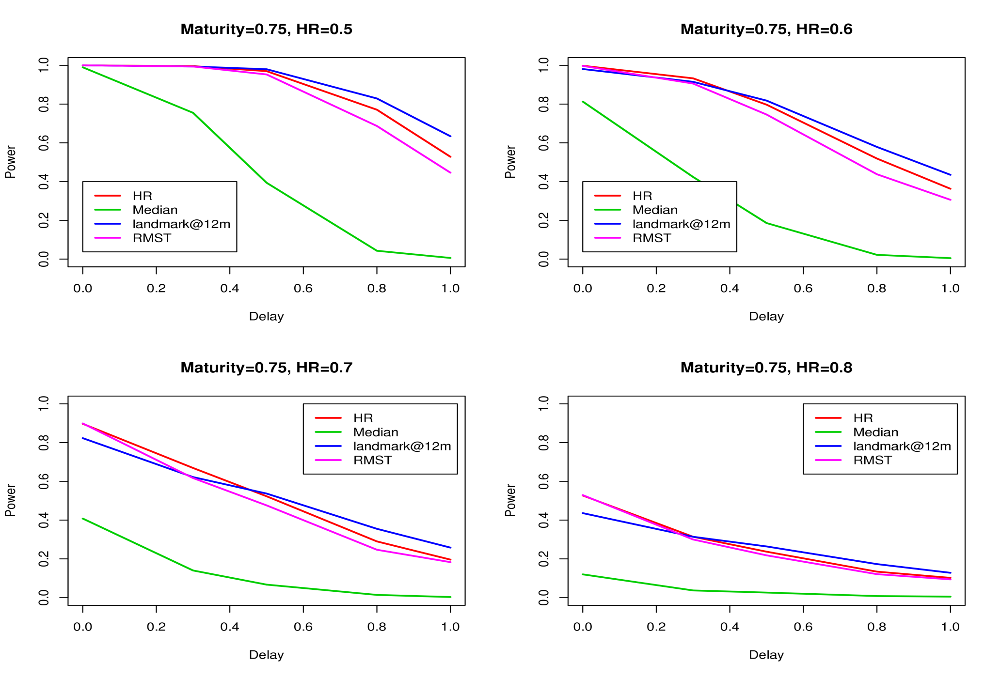 Maturity=0.75, HR=0.5
Power
0.0 0.2 0.4 0.6 0.8 1.0
HR
Median
landmark@12m
RMST
0.0 0.2 0.4 0.6 0.8 1.0
Delay
Maturity=0.75, HR=0.6
Power
0.0 0.2 0.4 0.6 0.8 1.0
HR
Median
landmark@12m
RMST
0.0 0.2 0.4 0.6 0.8 1.0
Delay
Maturity=0.75, HR=0.7
Power
0.0 0.2 0.4 0.6 0.8 1.0
HR
Median
landmark@12m
RMST
0.0 0.2 0.4 0.6 0.8 1.0
Delay
Maturity=0.75, HR=0.8
Power
0.0 0.2 0.4 0.6 0.8 1.0
HR
Median
landmark@12m
RMST
0.0 0.2 0.4 0.6 0.8 1.0
Delay